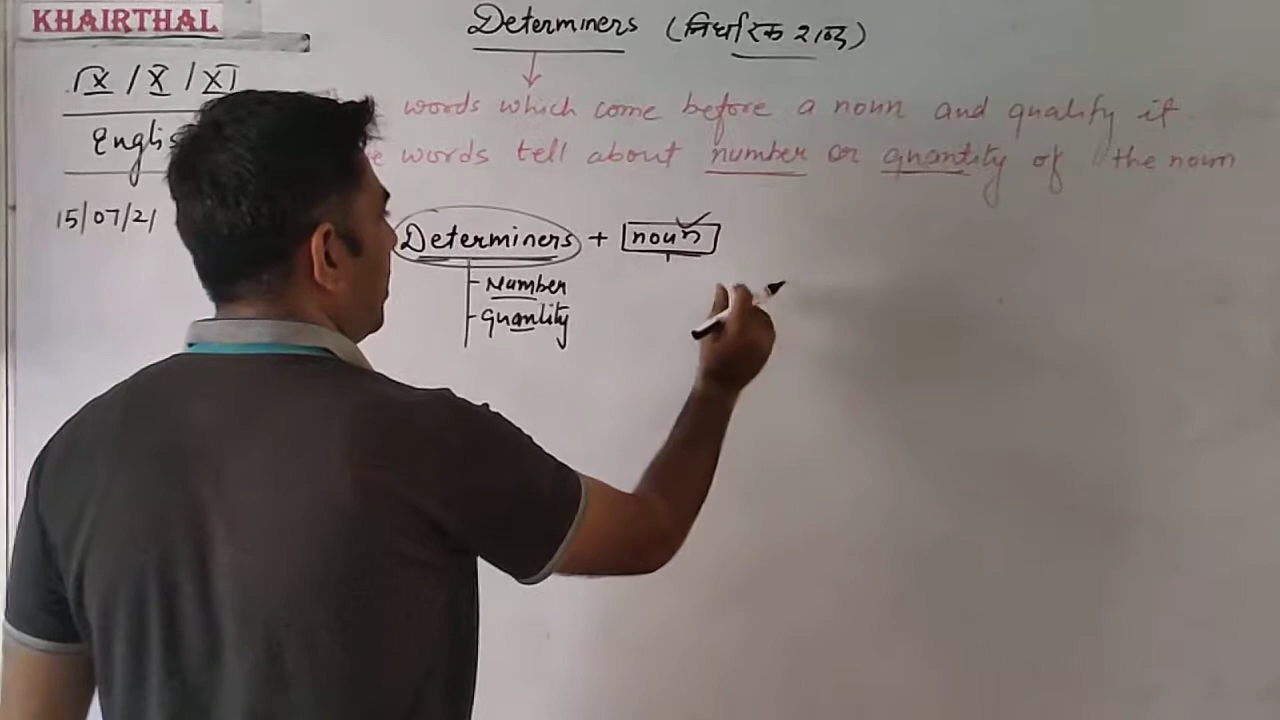 KHAIRTHAL
Determiners (निर्धारक शब्द)
IX / X / XI
words which come before a noun and qualify it
words tell about number or quantity of the noun
15/07/21
Determiners + noun
Number
Quantity